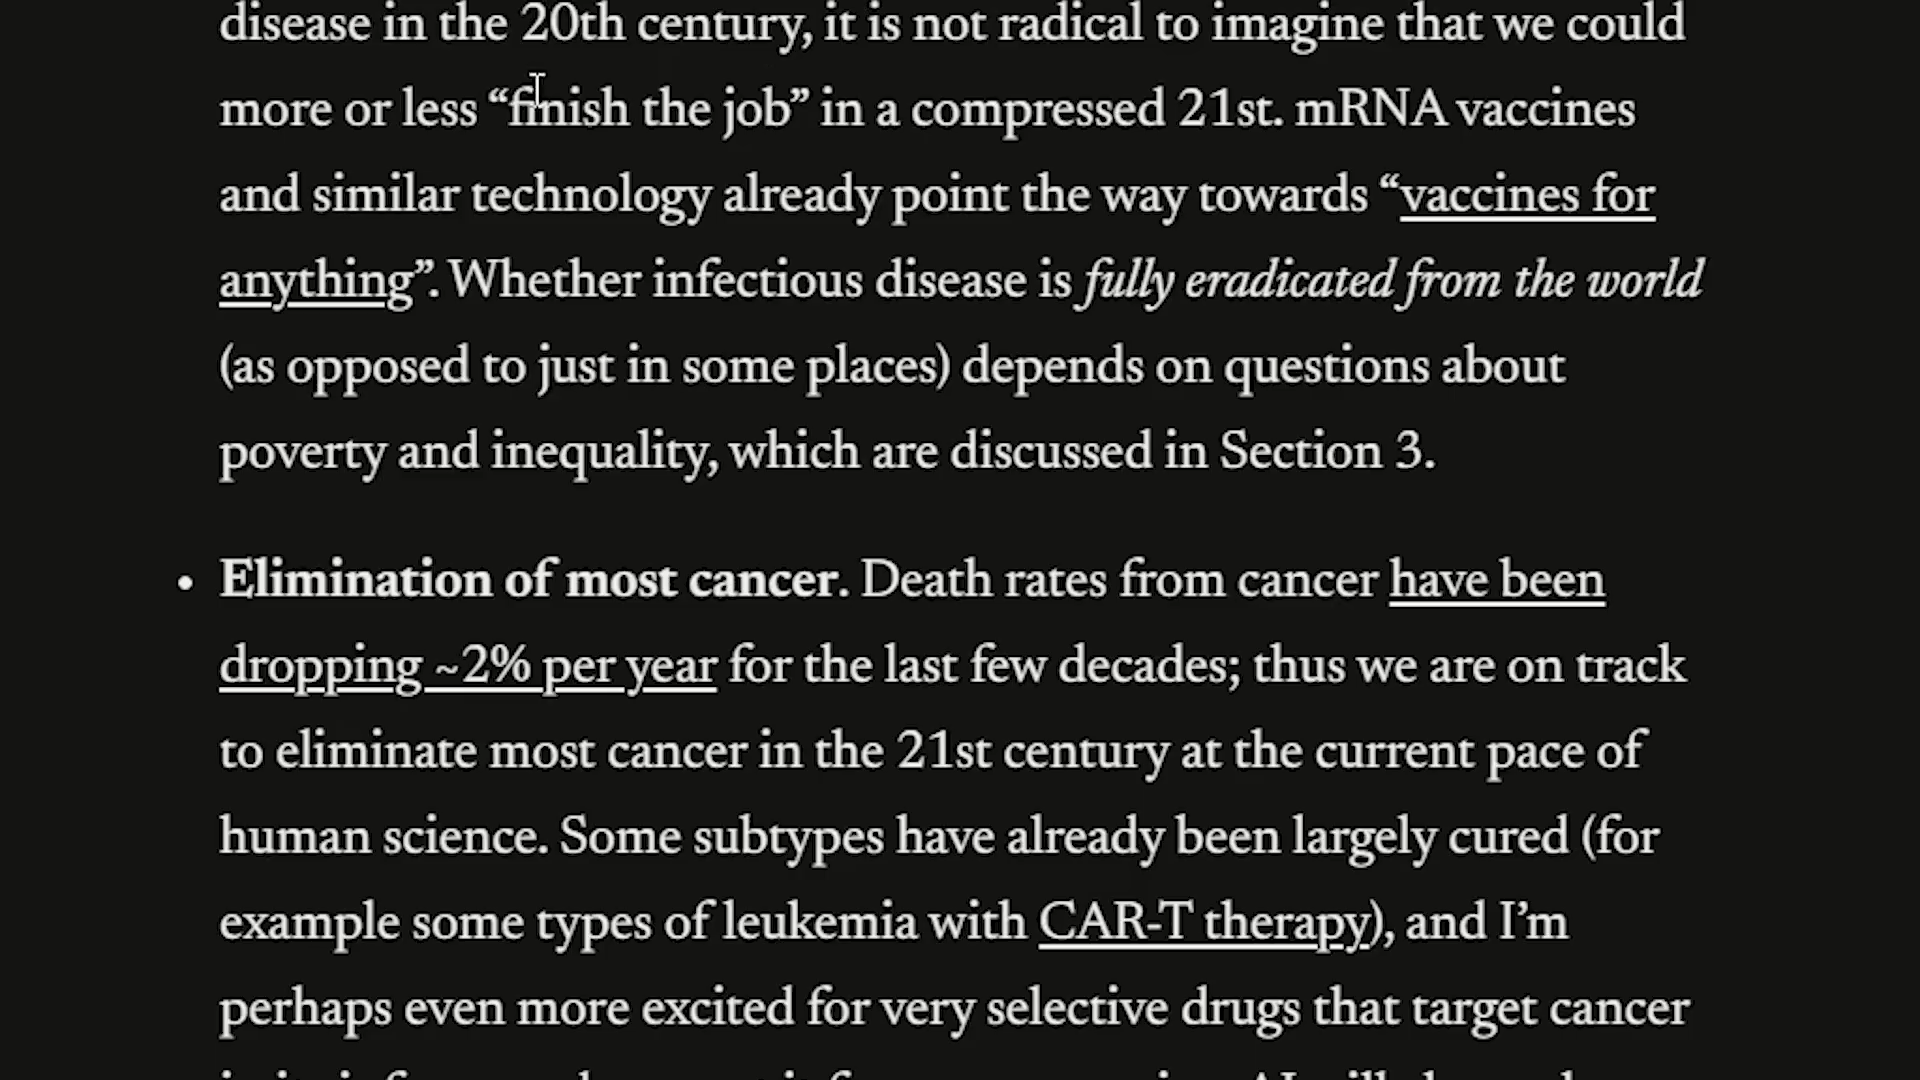 disease in the 20th century, it is not radical to imagine that we could
more or less “finish the job” in a compressed 21st. mRNA vaccines
and similar technology already point the way towards “vaccines for
anything”. Whether infectious disease is fully eradicated from the world
(as opposed to just in some places) depends on questions about
poverty and inequality, which are discussed in Section 3.
• Elimination of most cancer. Death rates from cancer have been
dropping ~2% per year for the last few decades; thus we are on track
to eliminate most cancer in the 21st century at the current pace of
human science. Some subtypes have already been largely cured (for
example some types of leukemia with CAR-T therapy), and I’m
perhaps even more excited for very selective drugs that target cancer